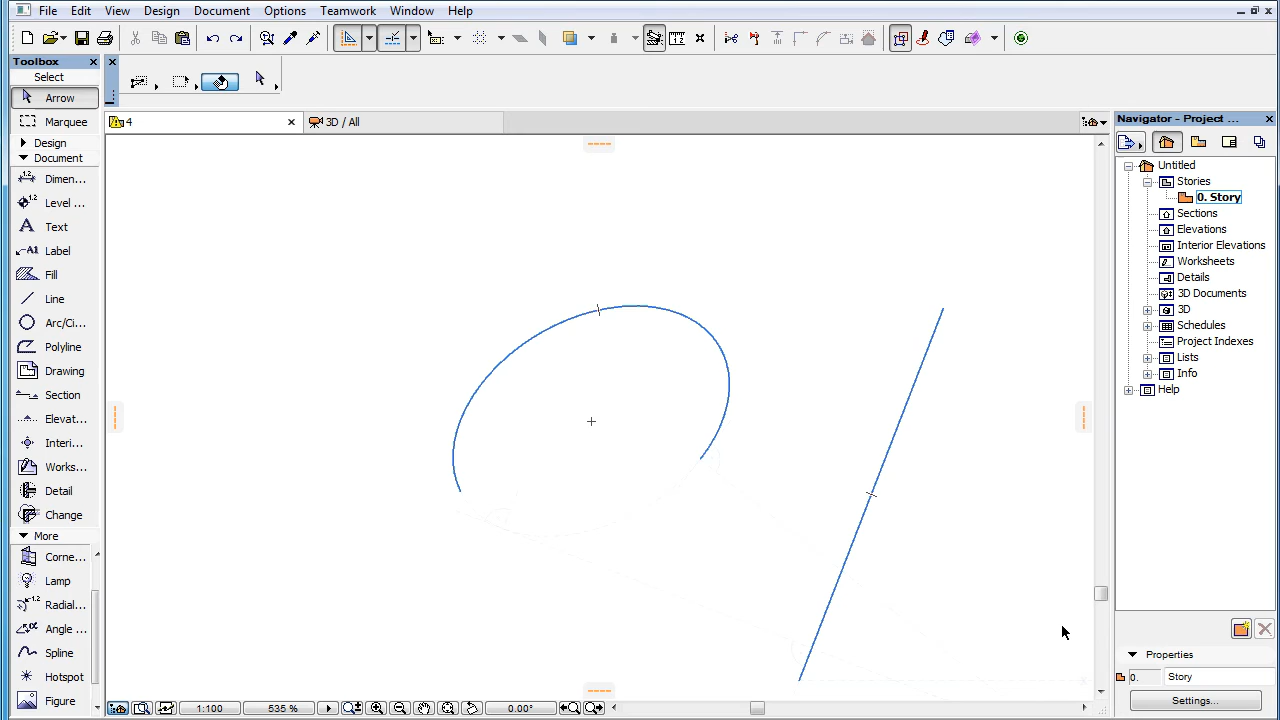 File Edit View Design Document Options Teamwork Window Help
Toolbox
Select
Arrow
Marquee
Design
Document
Dimen...
Level ...
Text
A1 Label
Fill
Line
Arc/Ci...
Polyline
Drawing
Section
Elevat...
Interi...
Works...
Detail
Change
More
Corne...
Lamp
Radial...
Angle ...
Spline
Hotspot
Figure
4
3D / All
1:100
535 %
0.00°
Navigator - Project ...
Untitled
Stories
0. Story
Sections
Elevations
Interior Elevations
Worksheets
Details
3D Documents
3D
Schedules
Project Indexes
Lists
Info
Help
Properties
0. Story
Settings...